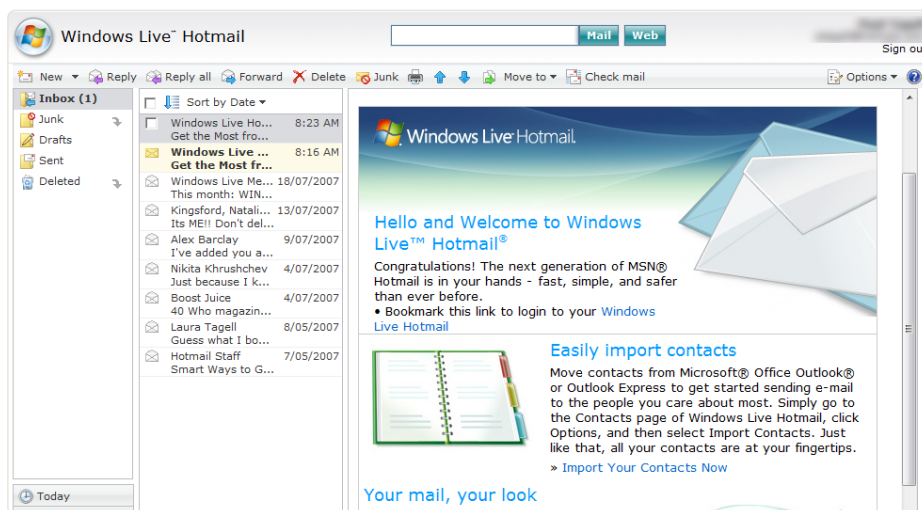 Windows Live™ Hotmail
Mail Web
Sign ou
New Reply Reply all Forward Delete Junk Move to Check mail Options
Inbox (1)
Junk
Drafts
Sent
Deleted
Today
Sort by Date
Windows Live Ho... 8:23 AM
Get the Most fro...
Windows Live ... 8:16 AM
Get the Most fr...
Windows Live Me... 18/07/2007
This month: WIN...
Kingsford, Natali... 13/07/2007
Its ME!! Don't del...
Alex Barclay 9/07/2007
I've added you a...
Nikita Khrushchev 4/07/2007
Just because I k...
Boost Juice 4/07/2007
40 Who magazin...
Laura Tagell 8/05/2007
Guess what I bo...
Hotmail Staff 7/05/2007
Smart Ways to G...
Windows Live Hotmail.
Hello and Welcome to Windows
Live™ Hotmail®
Congratulations! The next generation of MSN®
Hotmail is in your hands - fast, simple, and safer
than ever before.
• Bookmark this link to login to your Windows
Live Hotmail
Easily import contacts
Move contacts from Microsoft® Office Outlook®
or Outlook Express to get started sending e-mail
to the people you care about most. Simply go to
the Contacts page of Windows Live Hotmail, click
Options, and then select Import Contacts. Just
like that, all your contacts are at your fingertips.
» Import Your Contacts Now
Your mail, your look